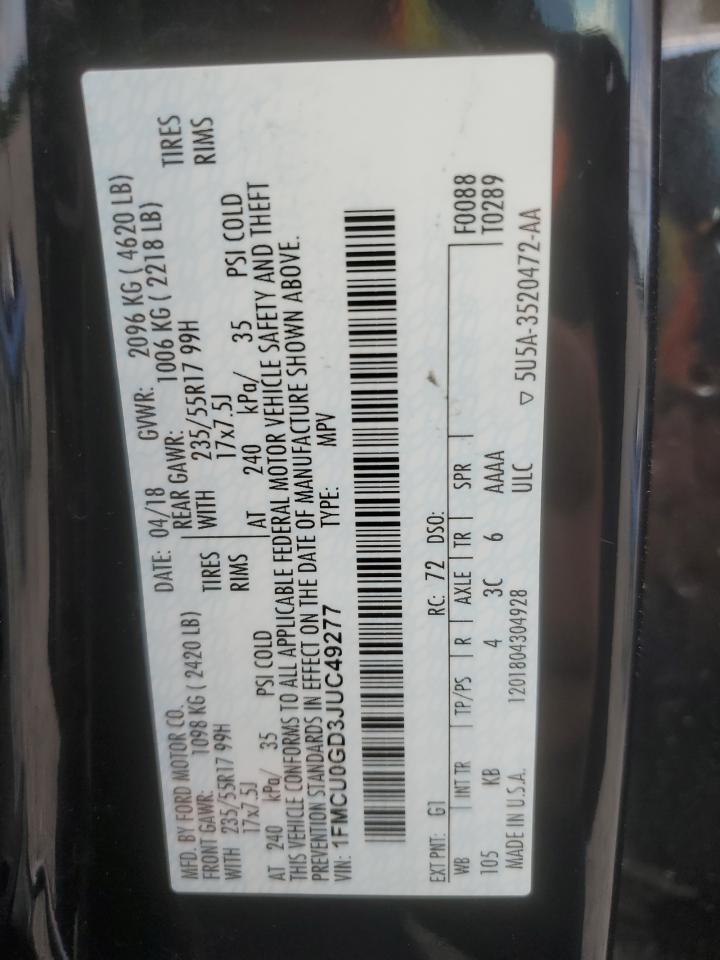 MFD. BY FORD MOTOR CO. DATE: 04/18 GVWR: 2096 KG ( 4620 LB)
FRONT GAWR: 1098 KG ( 2420 LB) REAR GAWR: 1006 KG ( 2218 LB)
WITH 235/55R17 99H TIRES WITH 235/55R17 99H TIRES
17x7.5J RIMS 17x7.5J RIMS
AT 240 kPa/ 35 PSI COLD AT 240 kPa/ 35 PSI COLD
THIS VEHICLE CONFORMS TO ALL APPLICABLE FEDERAL MOTOR VEHICLE SAFETY AND THEFT
PREVENTION STANDARDS IN EFFECT ON THE DATE OF MANUFACTURE SHOWN ABOVE.
VIN: 1FMCU0GD3JUC49277 TYPE: MPV
EXT PNT: G1 RC: 72 DSO: F0088
WB INT TR TP/PS R AXLE TR SPR T0289
105 KB 4 3C 6 AAAA
MADE IN U.S.A. 1201804304928 ULC ▽ 5U5A-3520472-AA